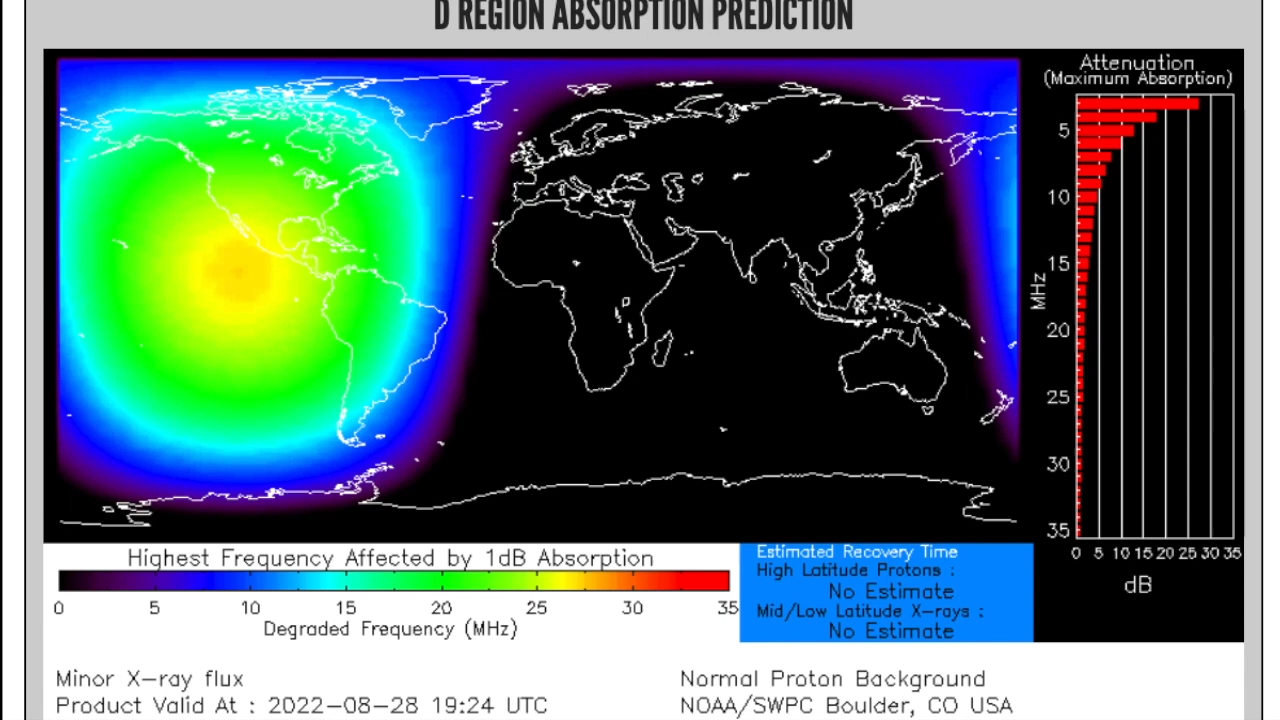 D REGION ABSORPTION PREDICTION
Attenuation
(Maximum Absorption)
5
10
15
20
25
30
35
MHz
0 5 10 15 20 25 30 35
dB
Highest Frequency Affected by 1dB Absorption
0 5 10 15 20 25 30 35
Degraded Frequency (MHz)
Estimated Recovery Time
High Latitude Protons :
No Estimate
Mid/Low Latitude X-rays :
No Estimate
Minor X-ray flux
Product Valid At : 2022-08-28 19:24 UTC
Normal Proton Background
NOAA/SWPC Boulder, CO USA